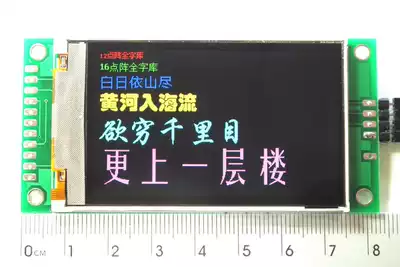 12点阵全字库
16点阵全字库
白日依山尽
黄河入海流
欲穷千里目
更上一层楼
0CM 1 2 3 4 5 6 7 8